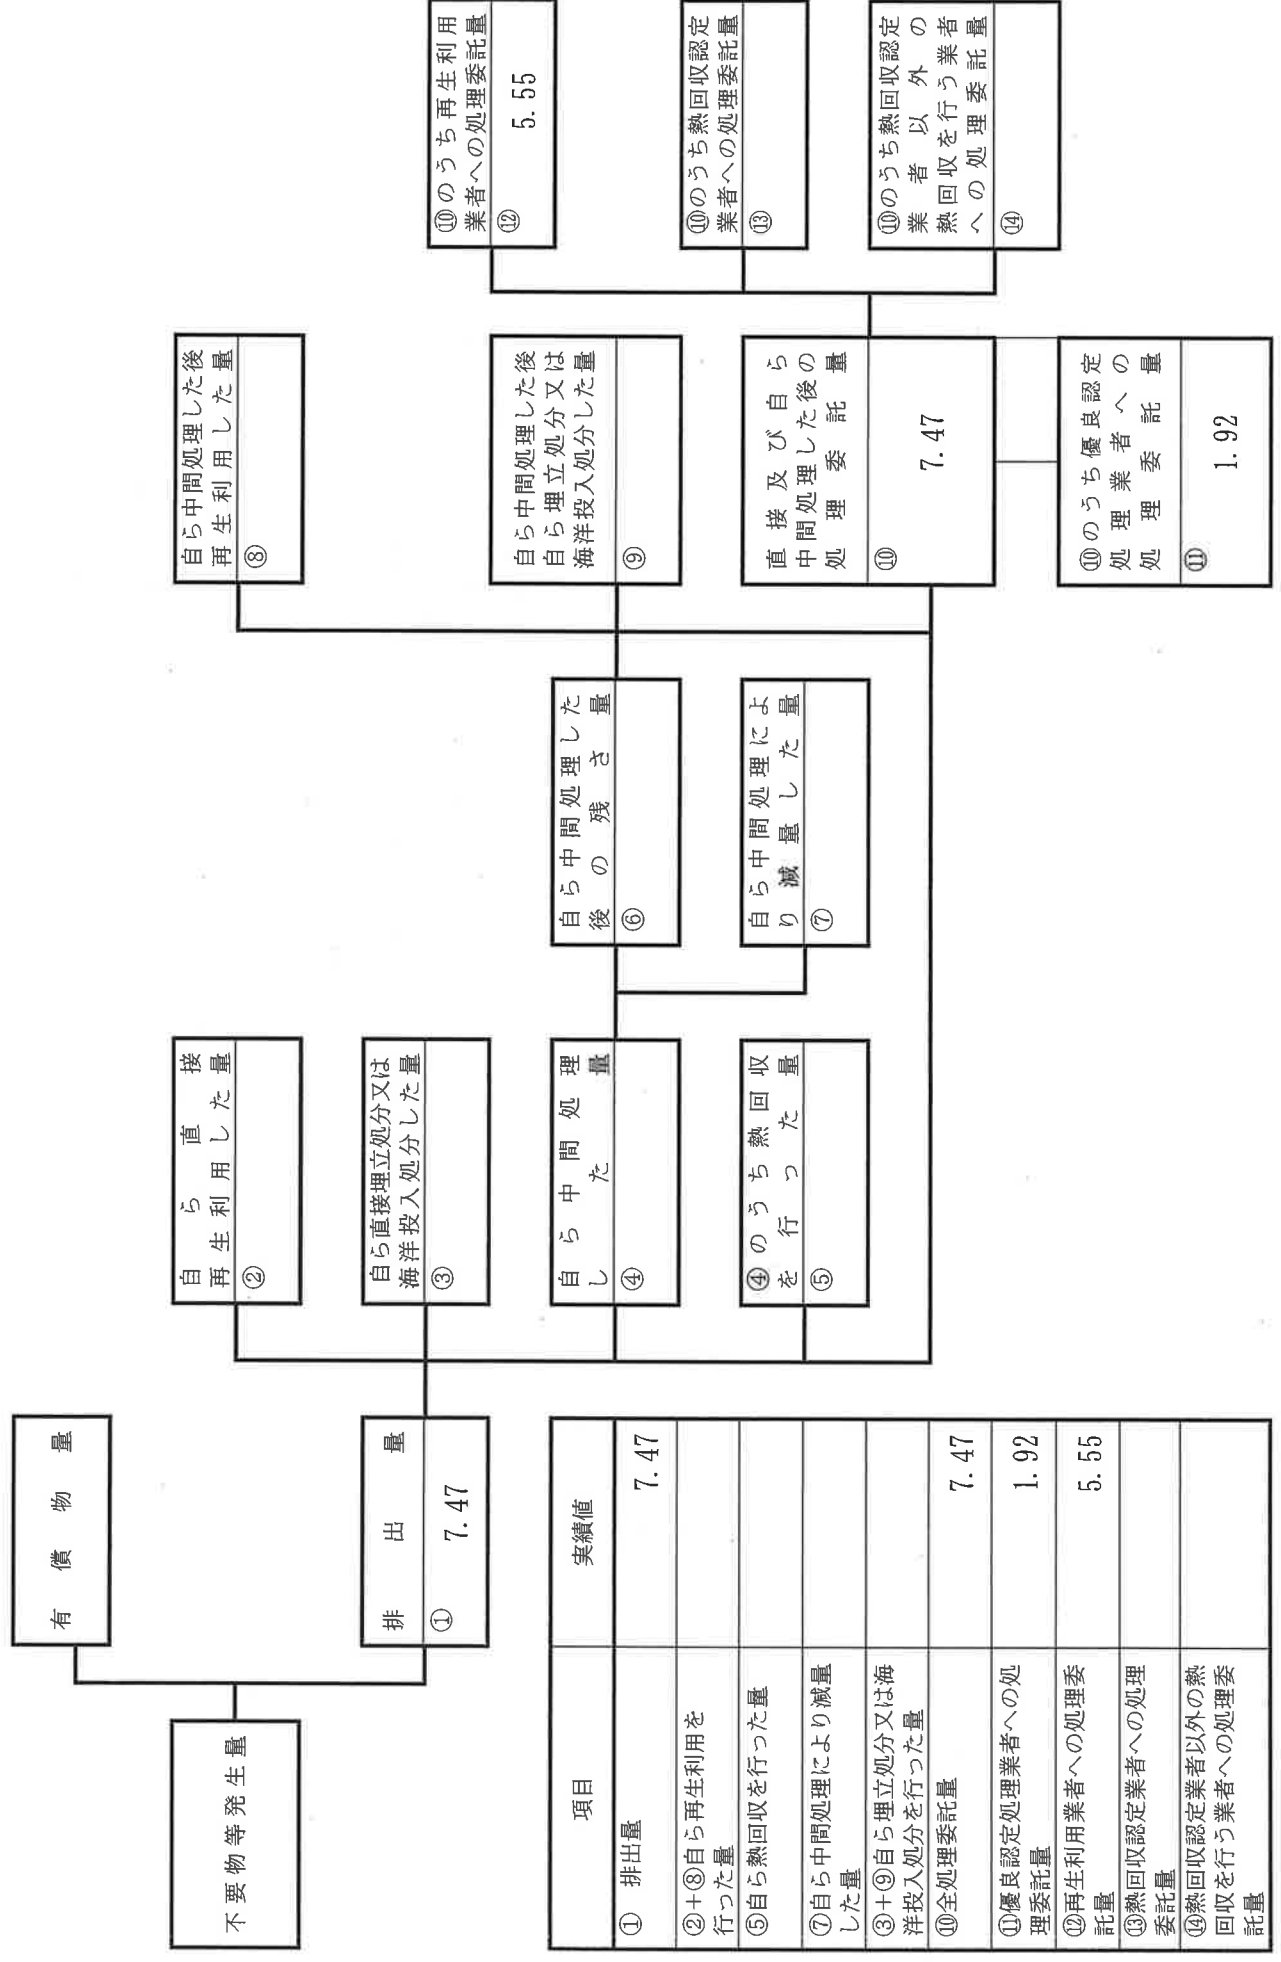 不要物等発生量
有償物量
排出量
① 7.47
自ら直接
再生利用した量
②
自ら直接埋立処分又は
海洋投入処分した量
③
自ら中間処理
した量
④
④のうち熱回収
を行った量
⑤
自ら中間処理した
後の残さ量
⑥
自ら中間処理によ
り減量した量
⑦
自ら中間処理した後
再生利用した量
⑧
自ら中間処理した後
自ら埋立処分又は
海洋投入処分した量
⑨
直接及び自ら
中間処理した後の
処理委託量
⑩ 7.47
⑩のうち優良認定
処理業者への
処理委託量
⑪ 1.92
⑩のうち再生利用
業者への処理委託量
⑫ 5.55
⑩のうち熱回収認定
業者への処理委託量
⑬
⑩のうち熱回収認定
業者以外の
熱回収を行う業者
への処理委託量
⑭
項目 実績値
① 排出量 7.47
②+⑧自ら再生利用を
行った量
⑤自ら熱回収を行った量
⑦自ら中間処理により減量
した量
③+⑨自ら埋立処分又は海
洋投入処分を行った量
⑩全処理委託量 7.47
⑪優良認定処理業者への処
理委託量 1.92
⑫再生利用業者への処理委
託量 5.55
⑬熱回収認定業者への処理
委託量
⑭熱回収認定業者以外の熱
回収を行う業者への処理委
託量